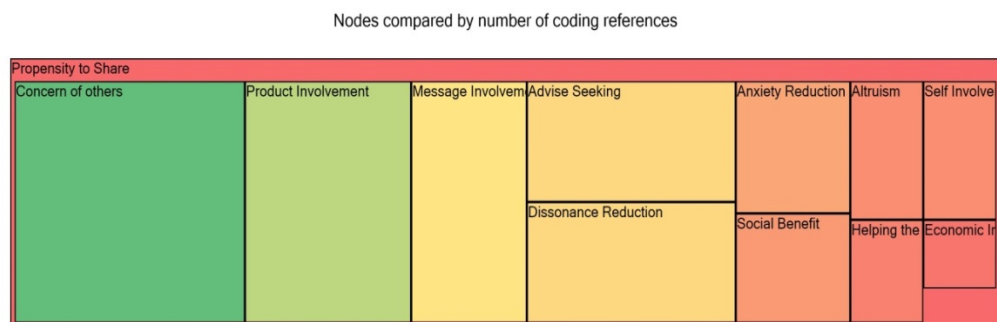 Nodes compared by number of coding references
Propensity to Share
Concern of others
Product Involvement
Message Involvem
Advise Seeking
Anxiety Reduction
Altruism
Self Involve
Dissonance Reduction
Social Benefit
Helping the
Economic Ir